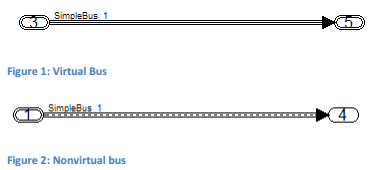 SimpleBus_1
3 5
Figure 1: Virtual Bus
SimpleBus_1
1 4
Figure 2: Nonvirtual bus